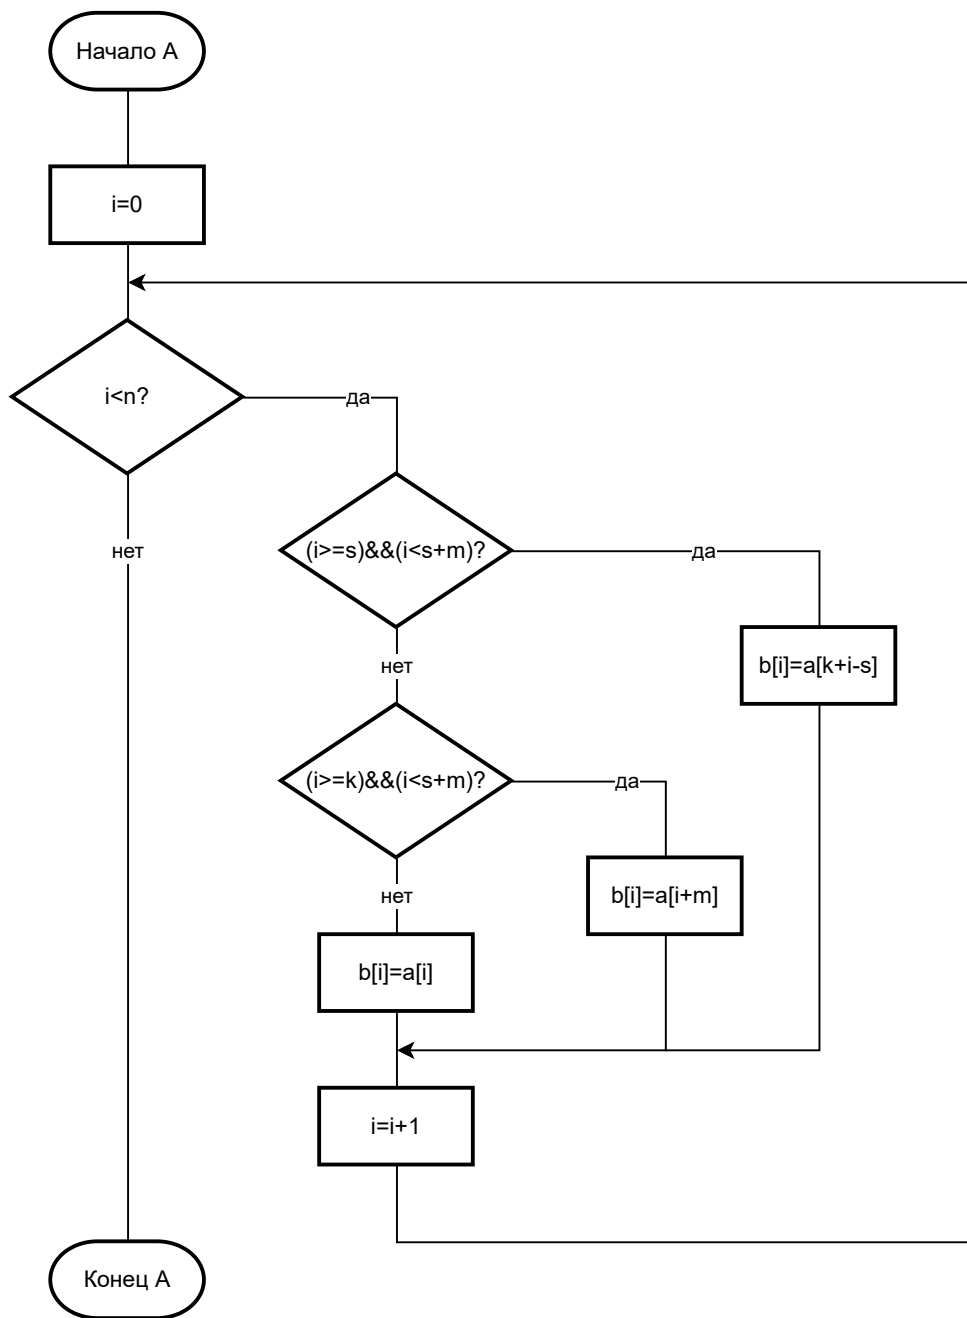 Начало А
i=0
i<n?
да
(i>=s)&&(i<s+m)?
да
нет
нет
b[i]=a[k+i-s]
(i>=k)&&(i<s+m)?
да
нет
b[i]=a[i+m]
b[i]=a[i]
i=i+1
Конец А